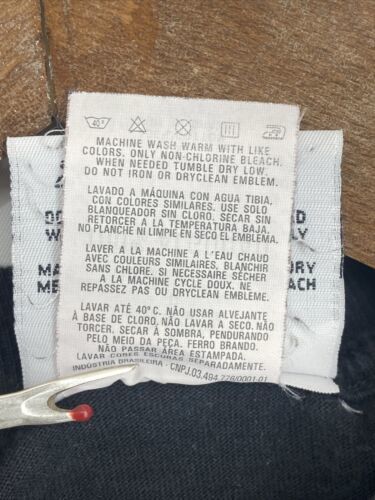 40°
MACHINE WASH WARM WITH LIKE
COLORS. ONLY NON-CHLORINE BLEACH.
WHEN NEEDED TUMBLE DRY LOW.
DO NOT IRON OR DRYCLEAN EMBLEM.
LAVADO A MÁQUINA CON AGUA TIBIA,
CON COLORES SIMILARES. USE SOLO
BLANQUEADOR SIN CLORO. SECAR SIN
RETORCER A LA TEMPERATURA BAJA.
NO PLANCHE NI LIMPIE EN SECO EL EMBLEMA.
LAVER A LA MACHINE A L'EAU CHAUD
AVEC COULEURS SIMILAIRES, BLANCHIR
SANS CHLORE. SI NECESSAIRE SÉCHER
A LA MACHINE CYCLE DOUX. NE
REPASSEZ PAS OU DRYCLEAN EMBLEM.
LAVAR ATÉ 40°C. NÃO USAR ALVEJANTE
À BASE DE CLORO. NÃO LAVAR A SECO. NÃO
TORCER. SECAR À SOMBRA, PENDURANDO
PELO MEIO DA PEÇA. FERRO BRANDO.
NÃO PASSAR ÁREA ESTAMPADA.
LAVAR CORES ESCURAS SEPARADAMENTE.
INDÚSTRIA BRASILEIRA - CNPJ.03.494.776/0001-01
DRY